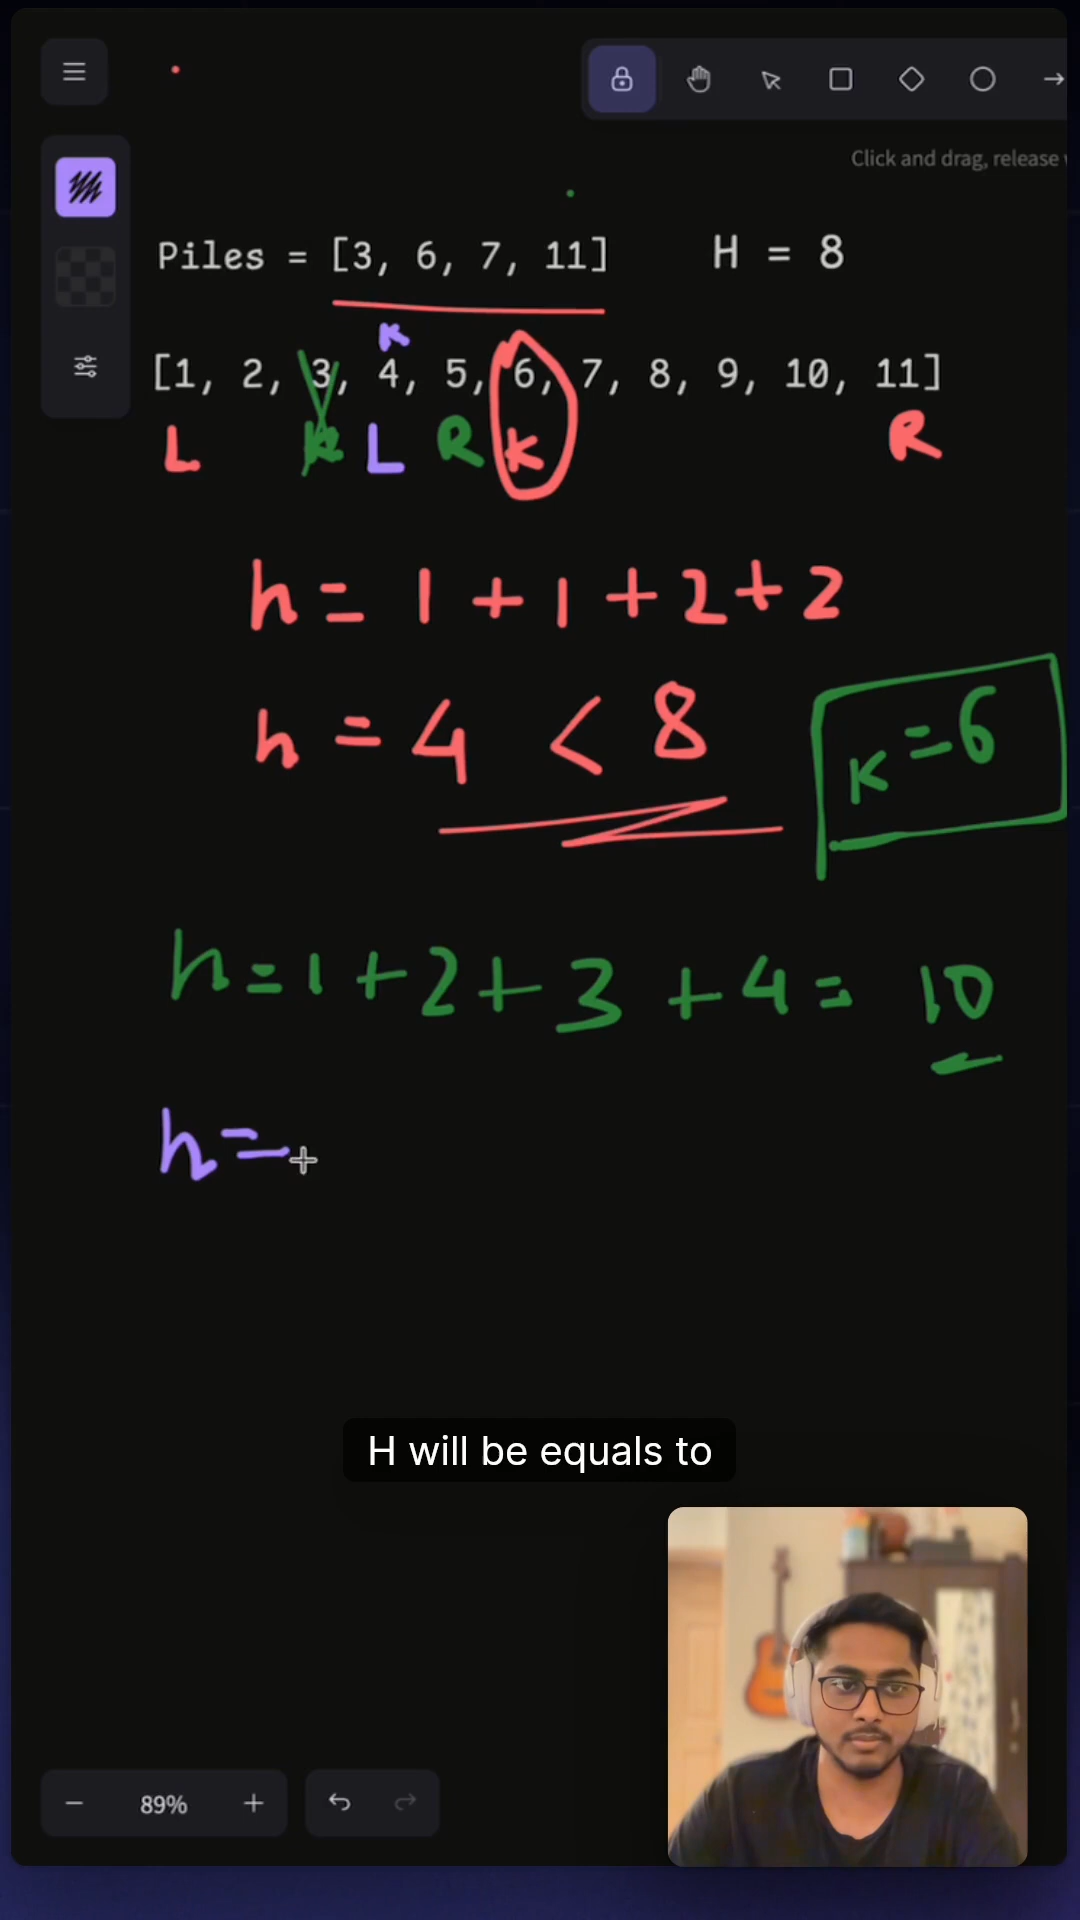 Click and drag, release
Piles = [3, 6, 7, 11] H = 8
K
[1, 2, 3, 4, 5, 6, 7, 8, 9, 10, 11]
L K L R K R
h = 1 + 1 + 2 + 2
h = 4 < 8
K = 6
h = 1 + 2 + 3 + 4 = 10
h =
H will be equals to
89%